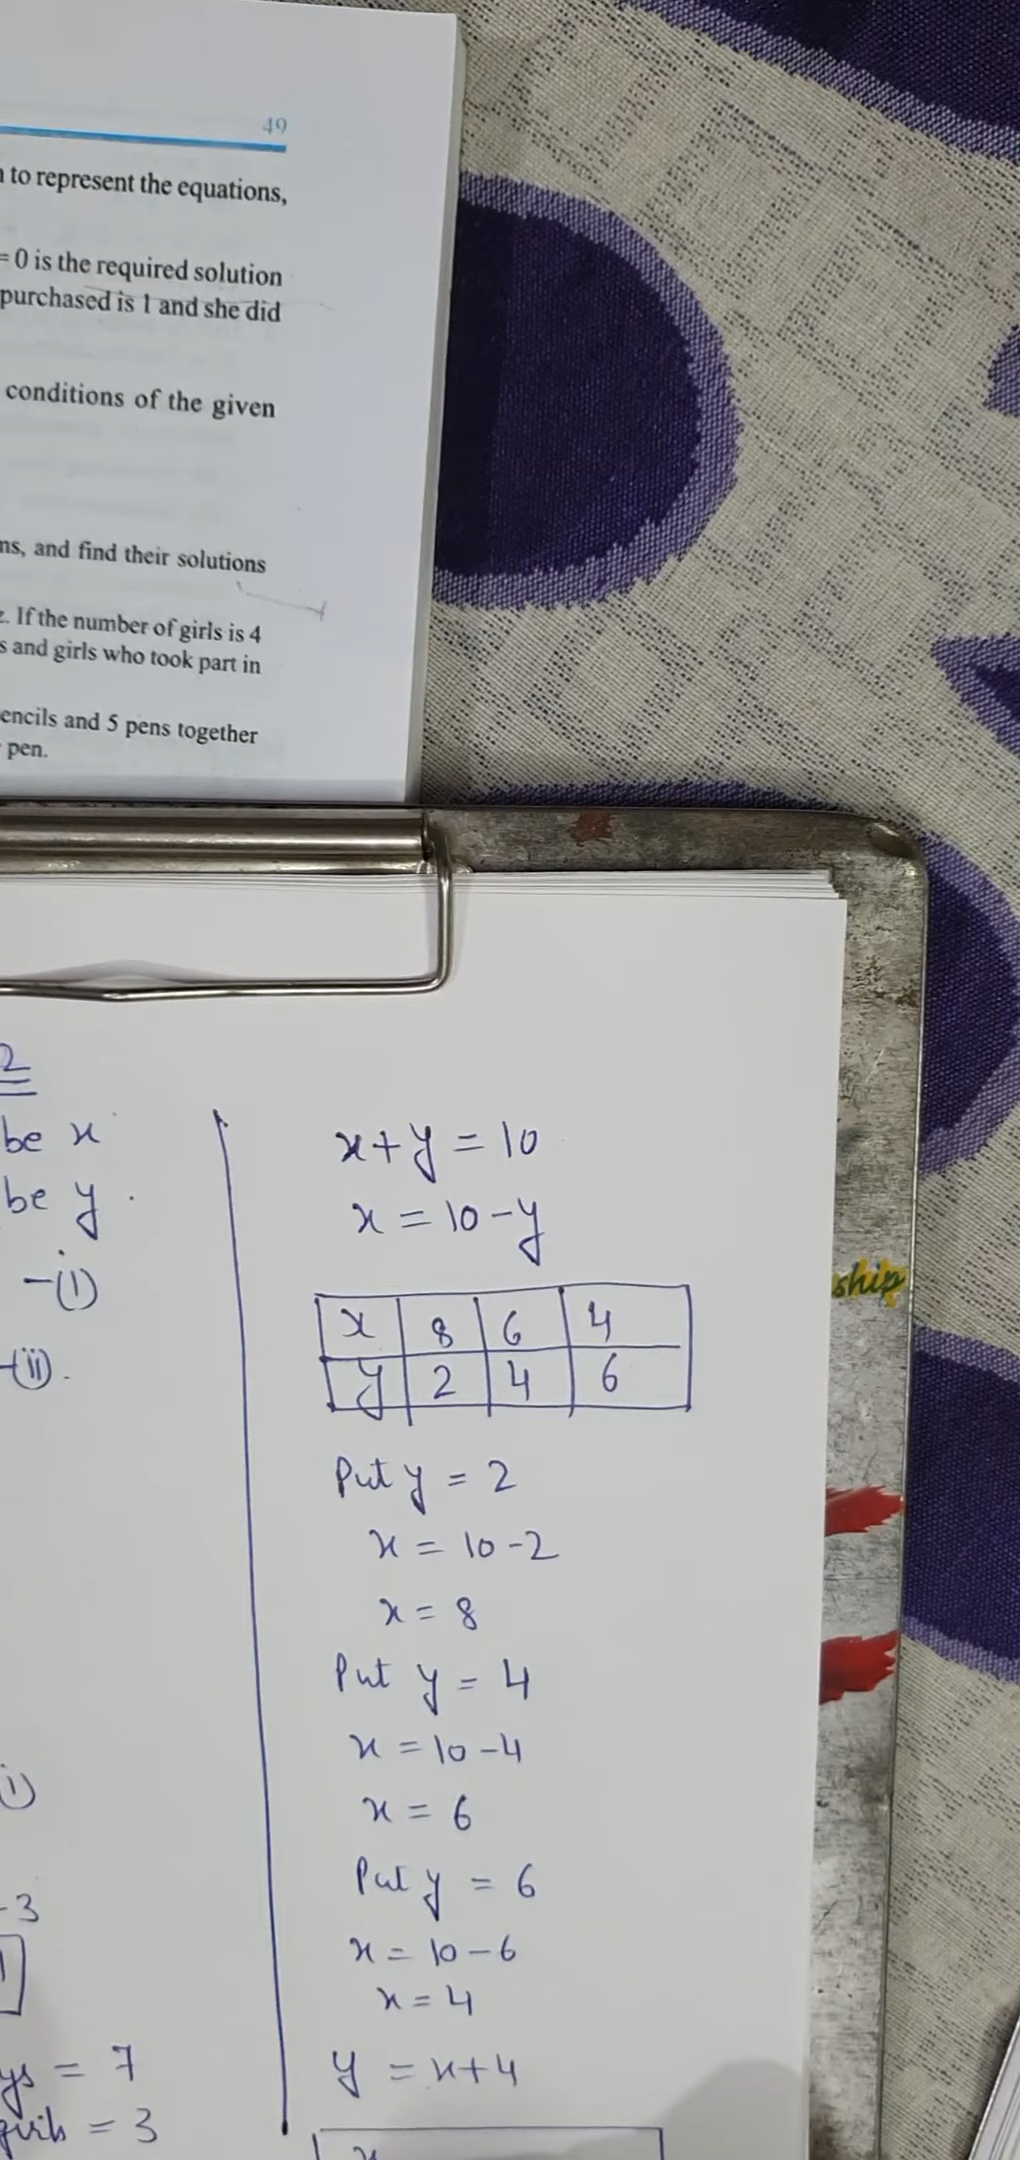 49
to represent the equations,
= 0 is the required solution
purchased is 1 and she did
conditions of the given
ns, and find their solutions
z. If the number of girls is 4
s and girls who took part in
encils and 5 pens together
pen.
2
be x
be y.
-(i)
-(ii).
i)
-3
ys = 7
girls = 3
x+y = 10
x = 10-y
x 8 6 4
y 2 4 6
Put y = 2
x = 10-2
x = 8
Put y = 4
x = 10-4
x = 6
Put y = 6
x = 10-6
x = 4
y = x+4
x
ship